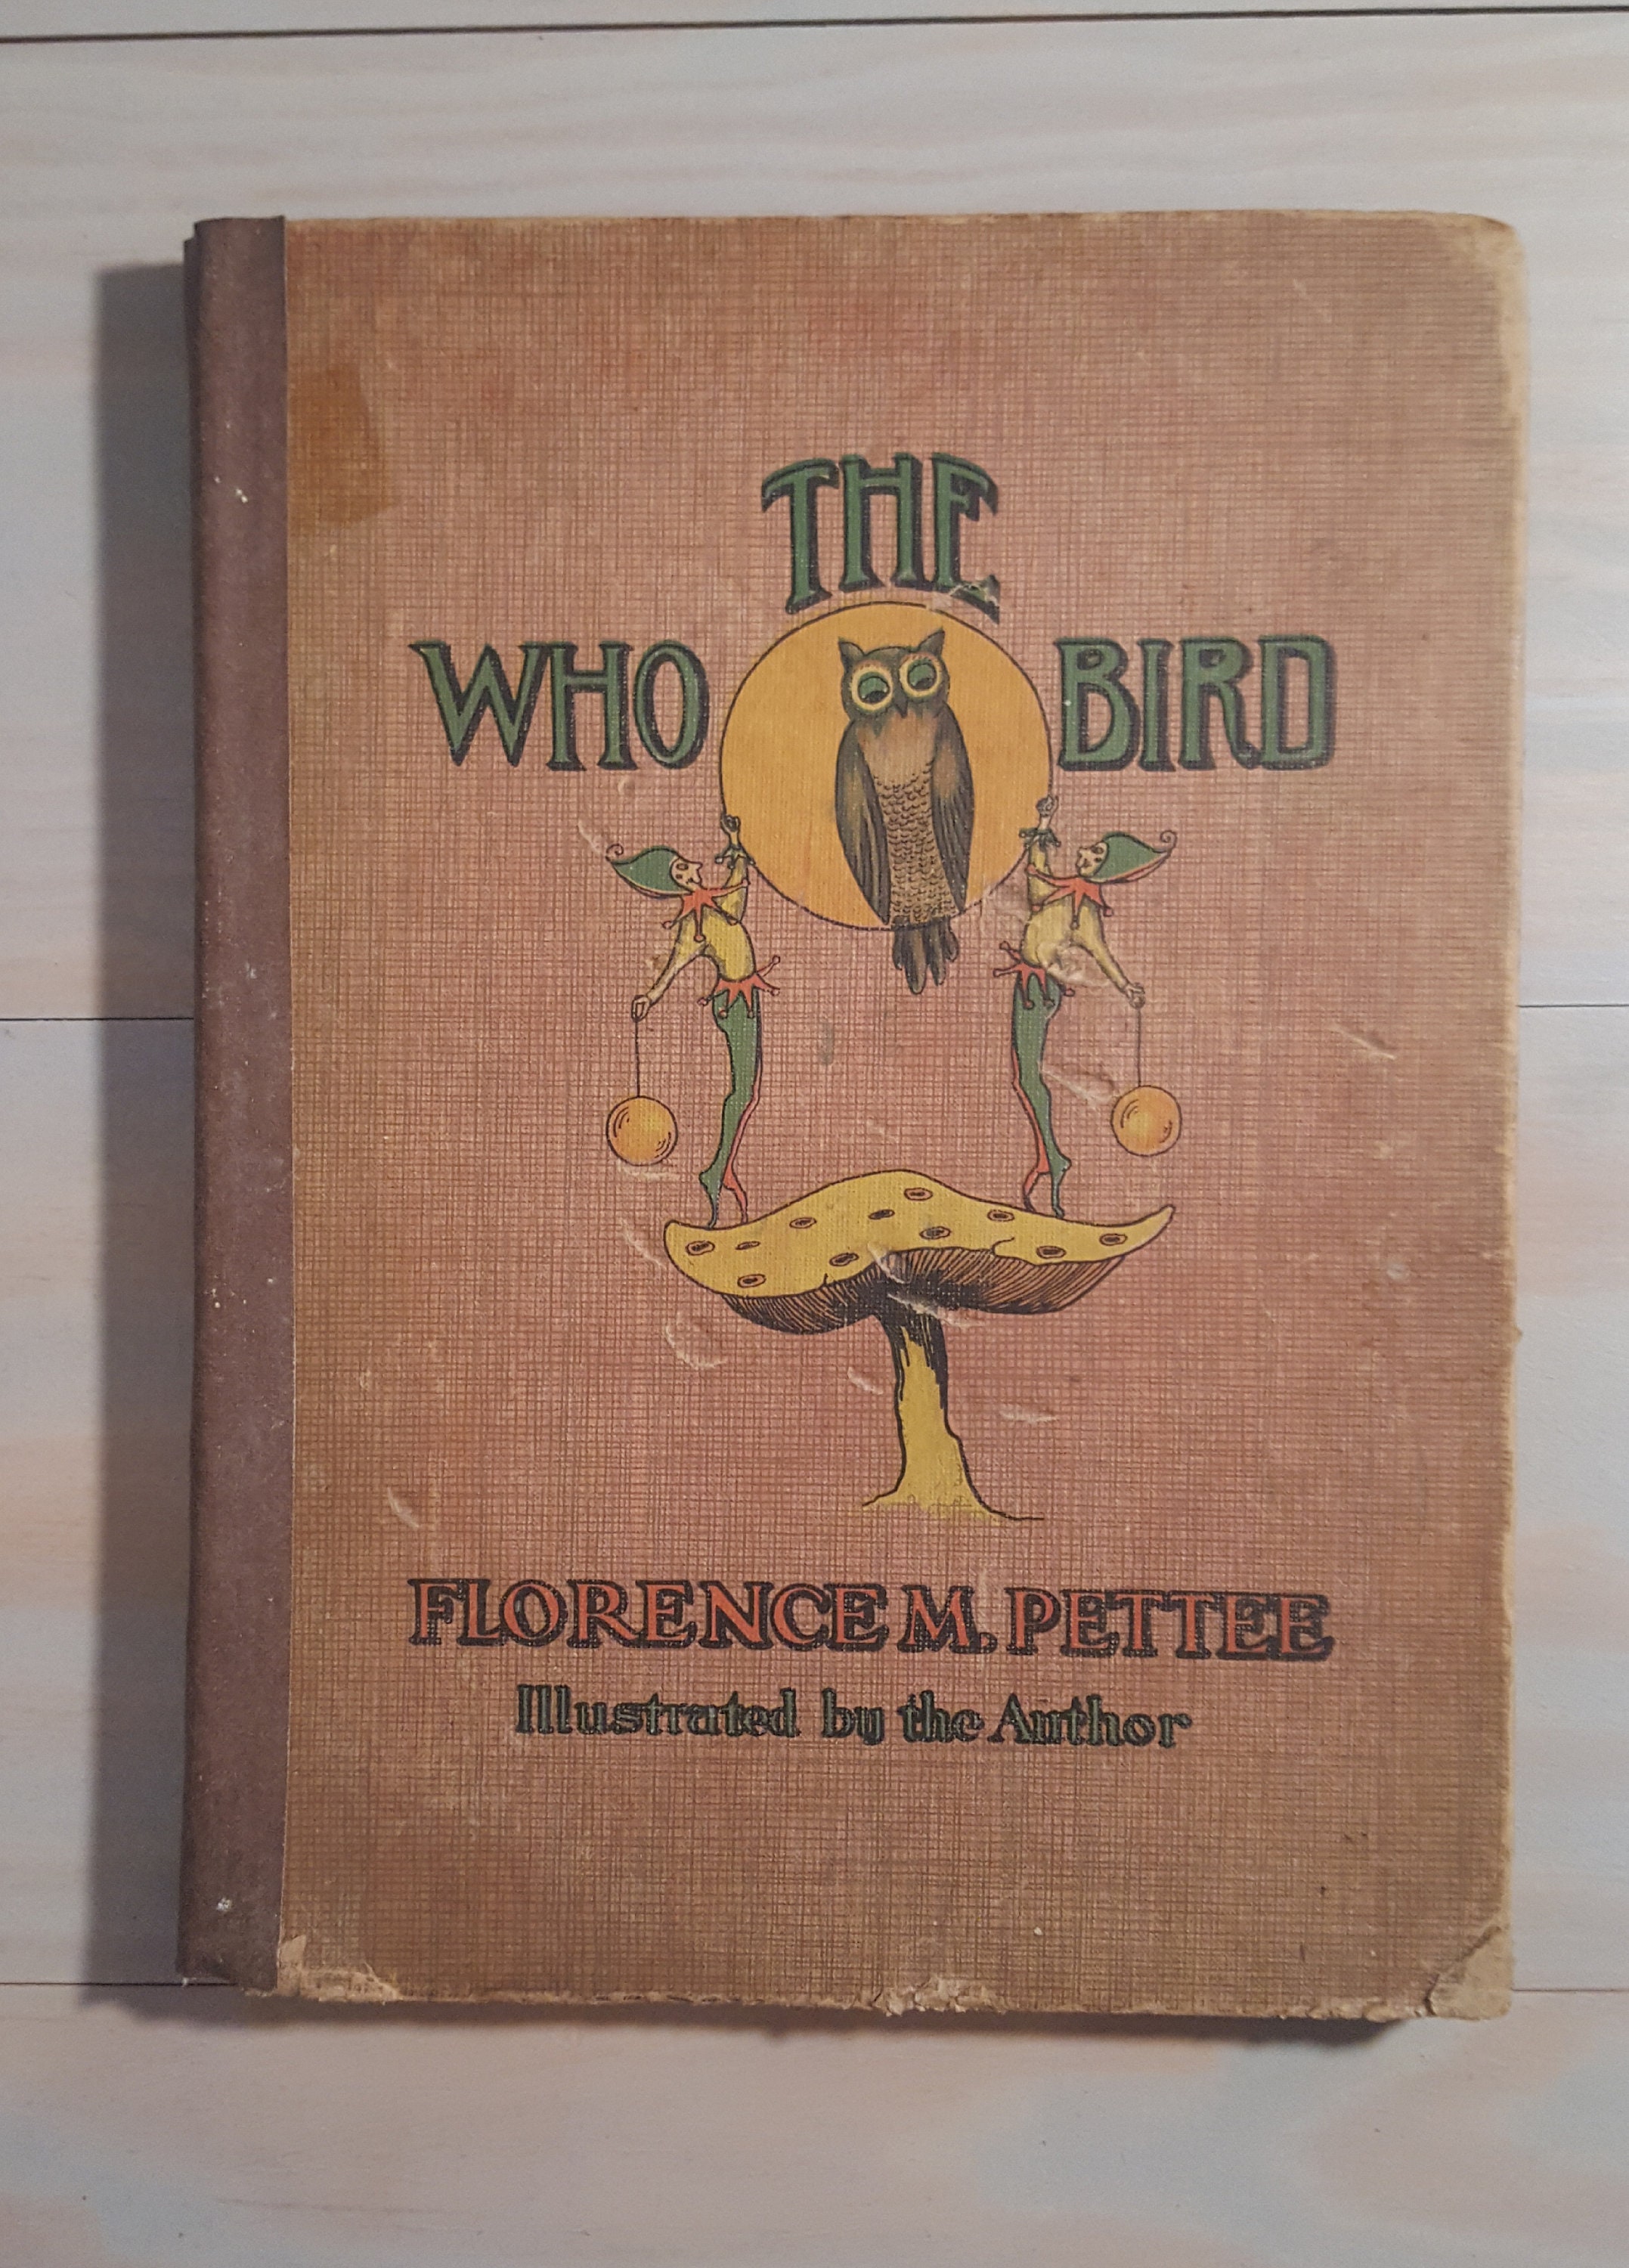 THE
WHO BIRD
FLORENCE M. PETTEE
Illustrated by the Author